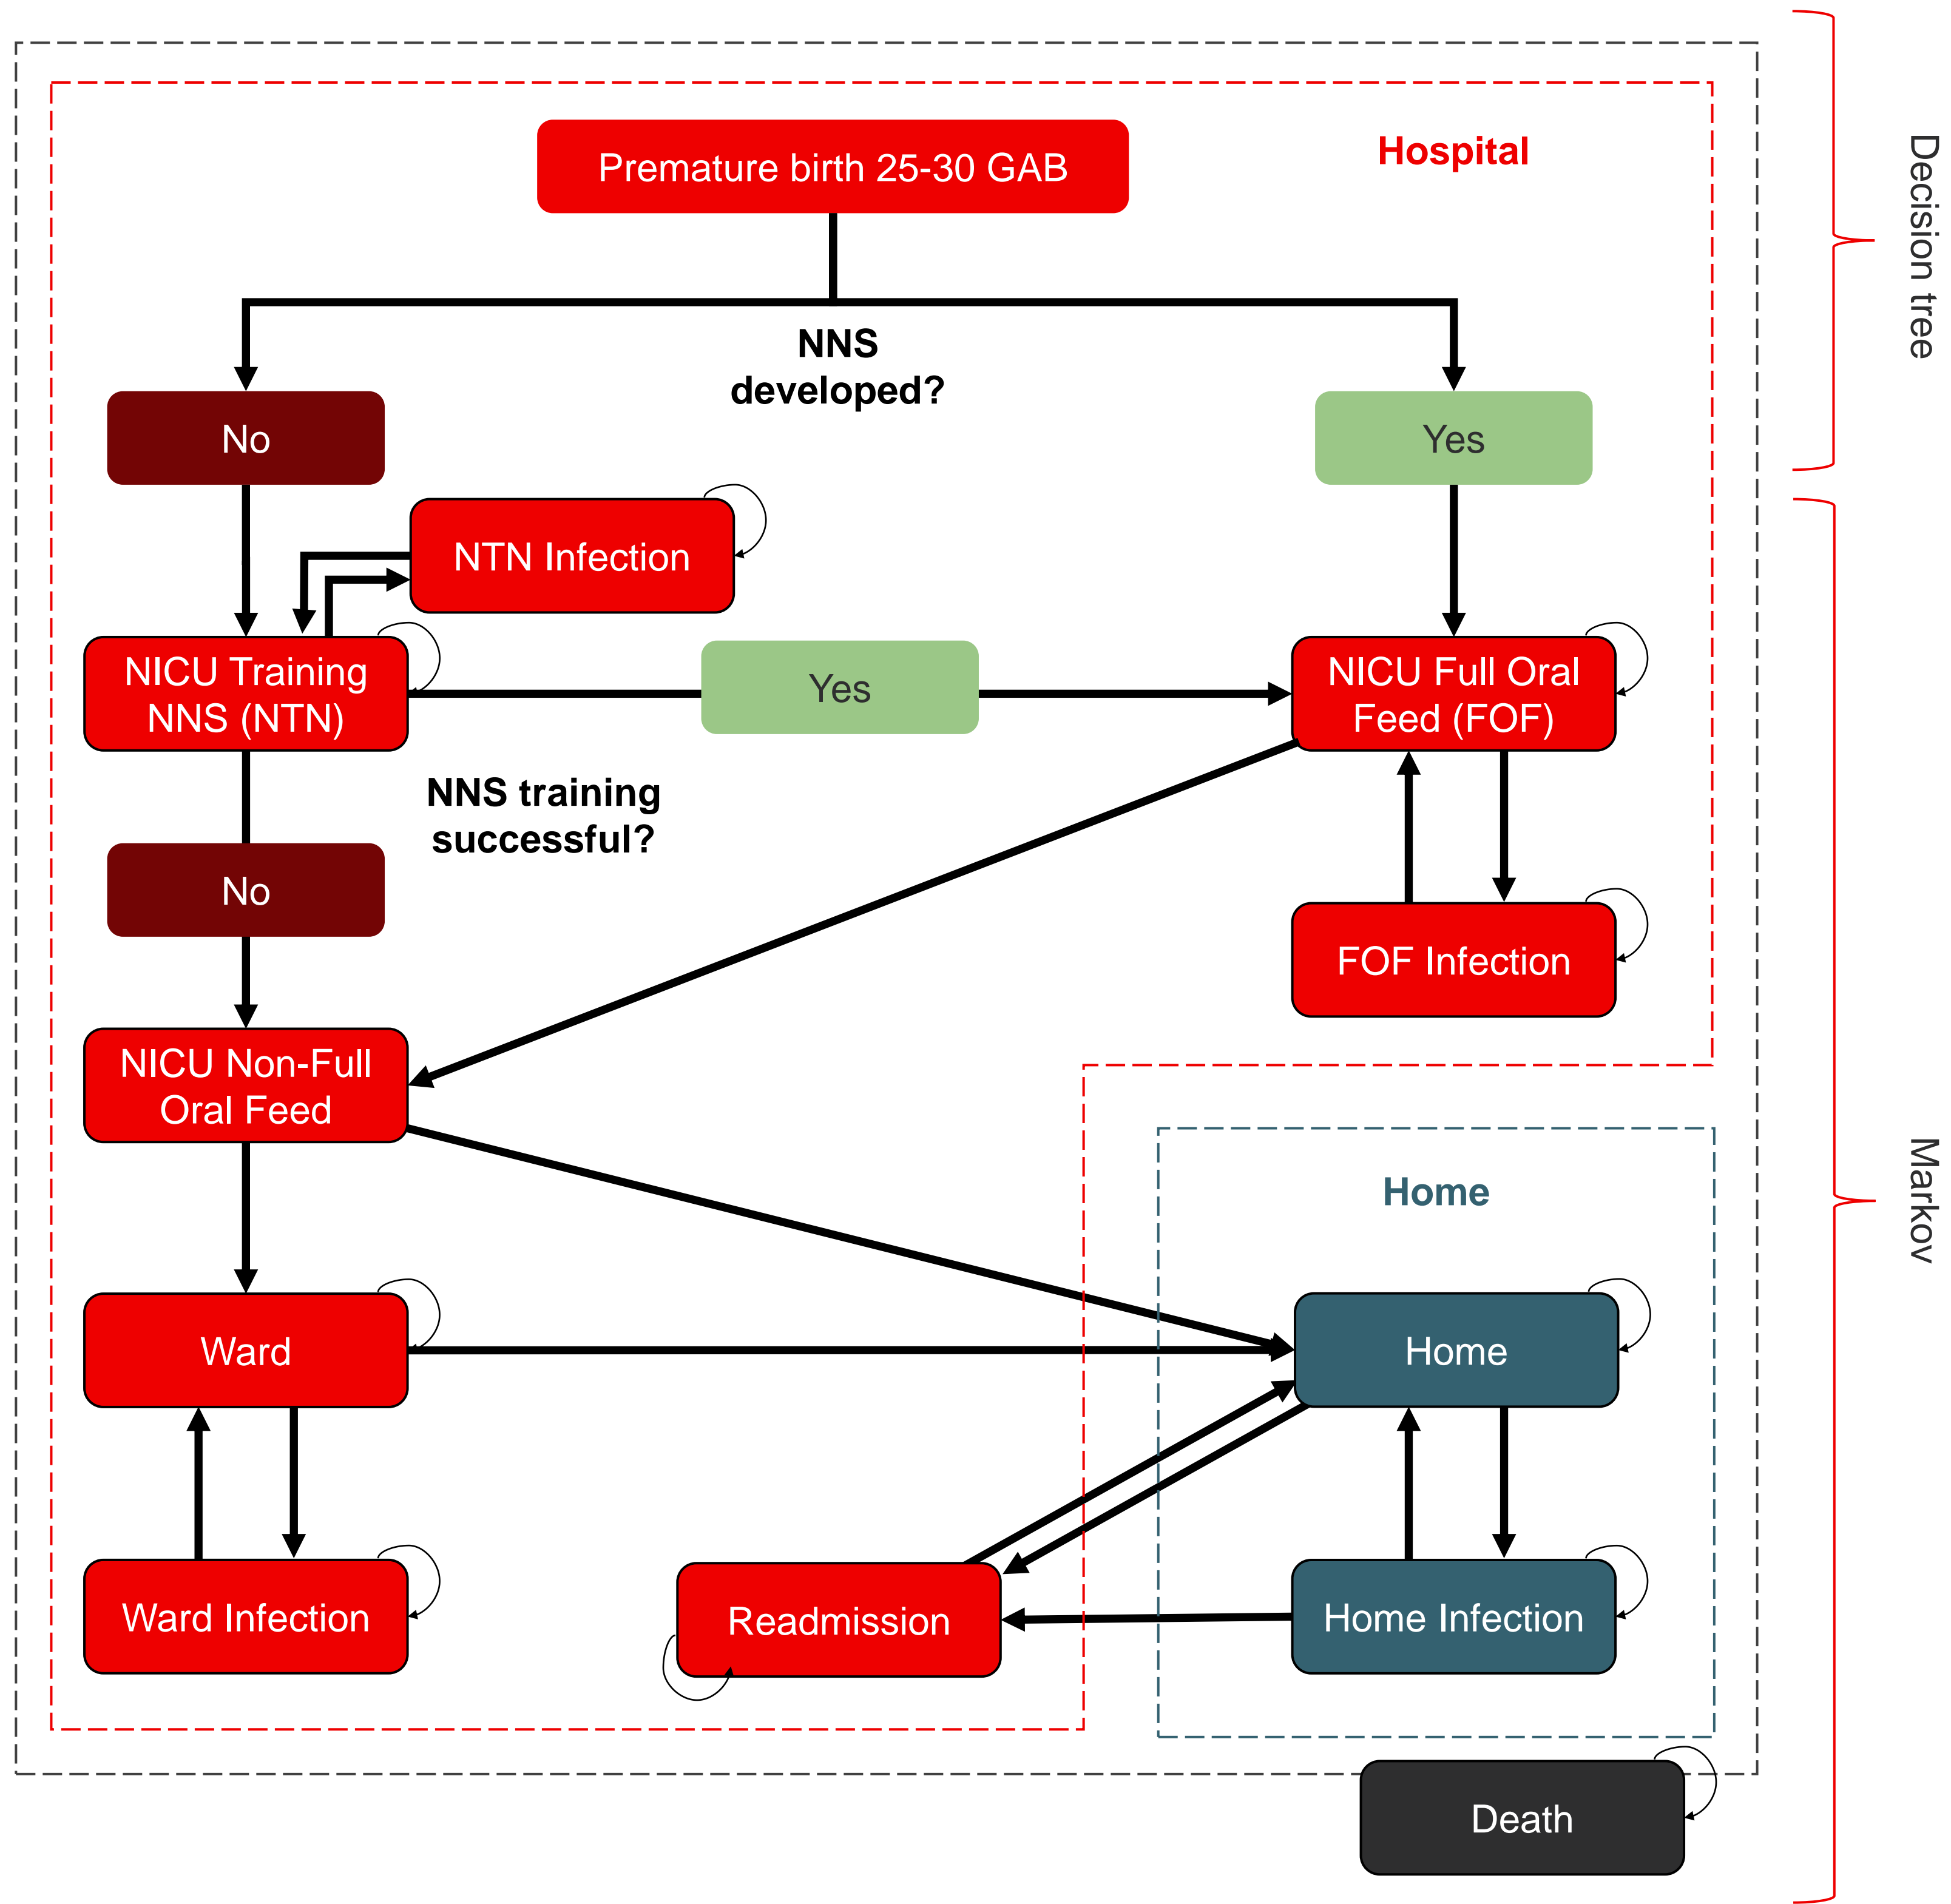 Premature birth 25-30 GAB
Hospital
Decision tree
NNS
developed?
No
Yes
NTN Infection
NICU Training
NNS (NTN)
Yes
NICU Full Oral
Feed (FOF)
NNS training
successful?
No
FOF Infection
NICU Non-Full
Oral Feed
Markov
Home
Ward
Home
Ward Infection
Readmission
Home Infection
Death